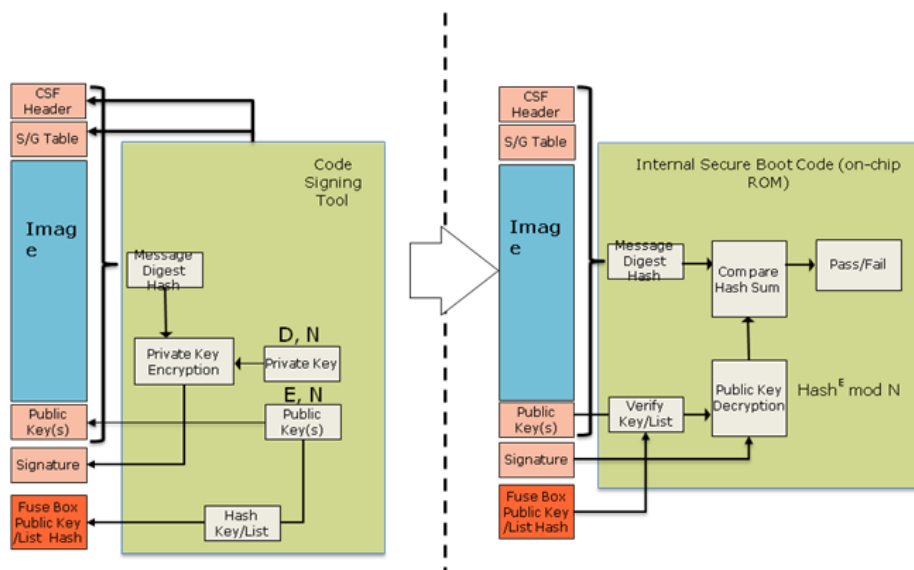 CSF
Header
S/G Table
Imag
e
Public
Key(s)
Signature
Fuse Box
Public Key
/List Hash
Code
Signing
Tool
Message
Digest
Hash
Private Key
Encryption
D, N
Private Key
E, N
Public
Key(s)
Hash
Key/List
CSF
Header
S/G Table
Imag
e
Public
Key(s)
Signature
Fuse Box
Public Key
/List Hash
Internal Secure Boot Code (on-chip
ROM)
Message
Digest Hash
Compare
Hash Sum
Pass/Fail
Verify
Key/List
Public Key
Decryption
Hash^E mod N